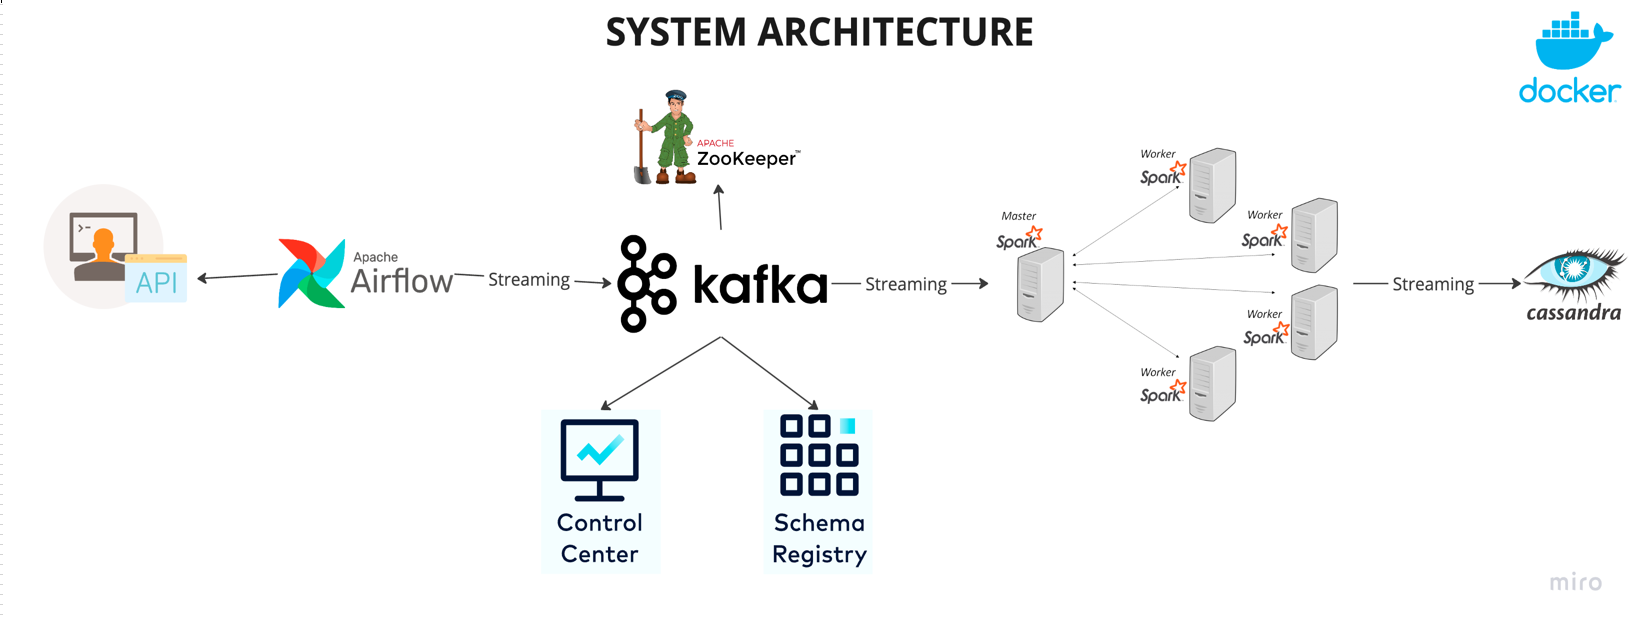 SYSTEM ARCHITECTURE
docker
APACHE
ZooKeeper™
Worker
Spark
Master
Spark
Worker
Spark
>-
API
Apache
Airflow
Streaming
kafka
Streaming
Streaming
cassandra
Worker
Spark
Worker
Spark
Control
Center
Schema
Registry
miro